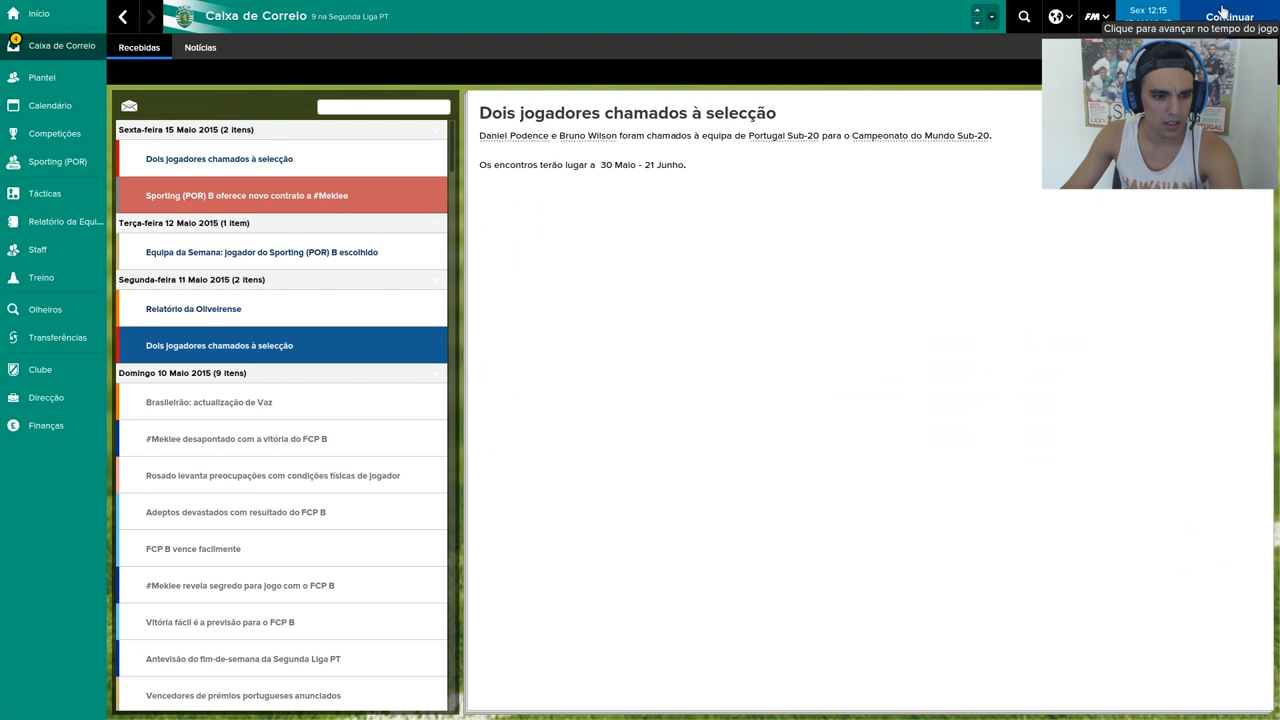 Início
Caixa de Correio
4
Plantel
Calendário
Competições
Sporting (POR)
Tácticas
Relatório da Equi...
Staff
Treino
Olheiros
Transferências
Clube
Direcção
Finanças
Caixa de Correio 9 na Segunda Liga PT
FM
Sex 12:15
Continuar
Clique para avançar no tempo do jogo
Recebidas
Notícias
Sexta-feira 15 Maio 2015 (2 itens)
Dois jogadores chamados à selecção
Sporting (POR) B oferece novo contrato a #Meklee
Terça-feira 12 Maio 2015 (1 item)
Equipa da Semana: jogador do Sporting (POR) B escolhido
Segunda-feira 11 Maio 2015 (2 itens)
Relatório da Oliveirense
Dois jogadores chamados à selecção
Domingo 10 Maio 2015 (9 itens)
Brasileirão: actualização de Vaz
#Meklee desapontado com a vitória do FCP B
Rosado levanta preocupações com condições físicas de jogador
Adeptos devastados com resultado do FCP B
FCP B vence facilmente
#Meklee revela segredo para jogo com o FCP B
Vitória fácil é a previsão para o FCP B
Antevisão do fim-de-semana da Segunda Liga PT
Vencedores de prémios portugueses anunciados
Dois jogadores chamados à selecção
Daniel Podence e Bruno Wilson foram chamados à equipa de Portugal Sub-20 para o Campeonato do Mundo Sub-20.
Os encontros terão lugar a 30 Maio - 21 Junho.